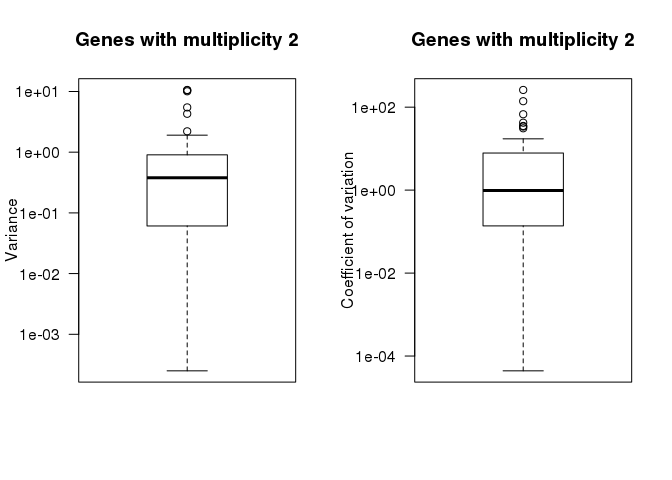 Genes with multiplicity 2
Variance
1e+01
1e+00
1e-01
1e-02
1e-03
Genes with multiplicity 2
Coefficient of variation
1e+02
1e+00
1e-02
1e-04